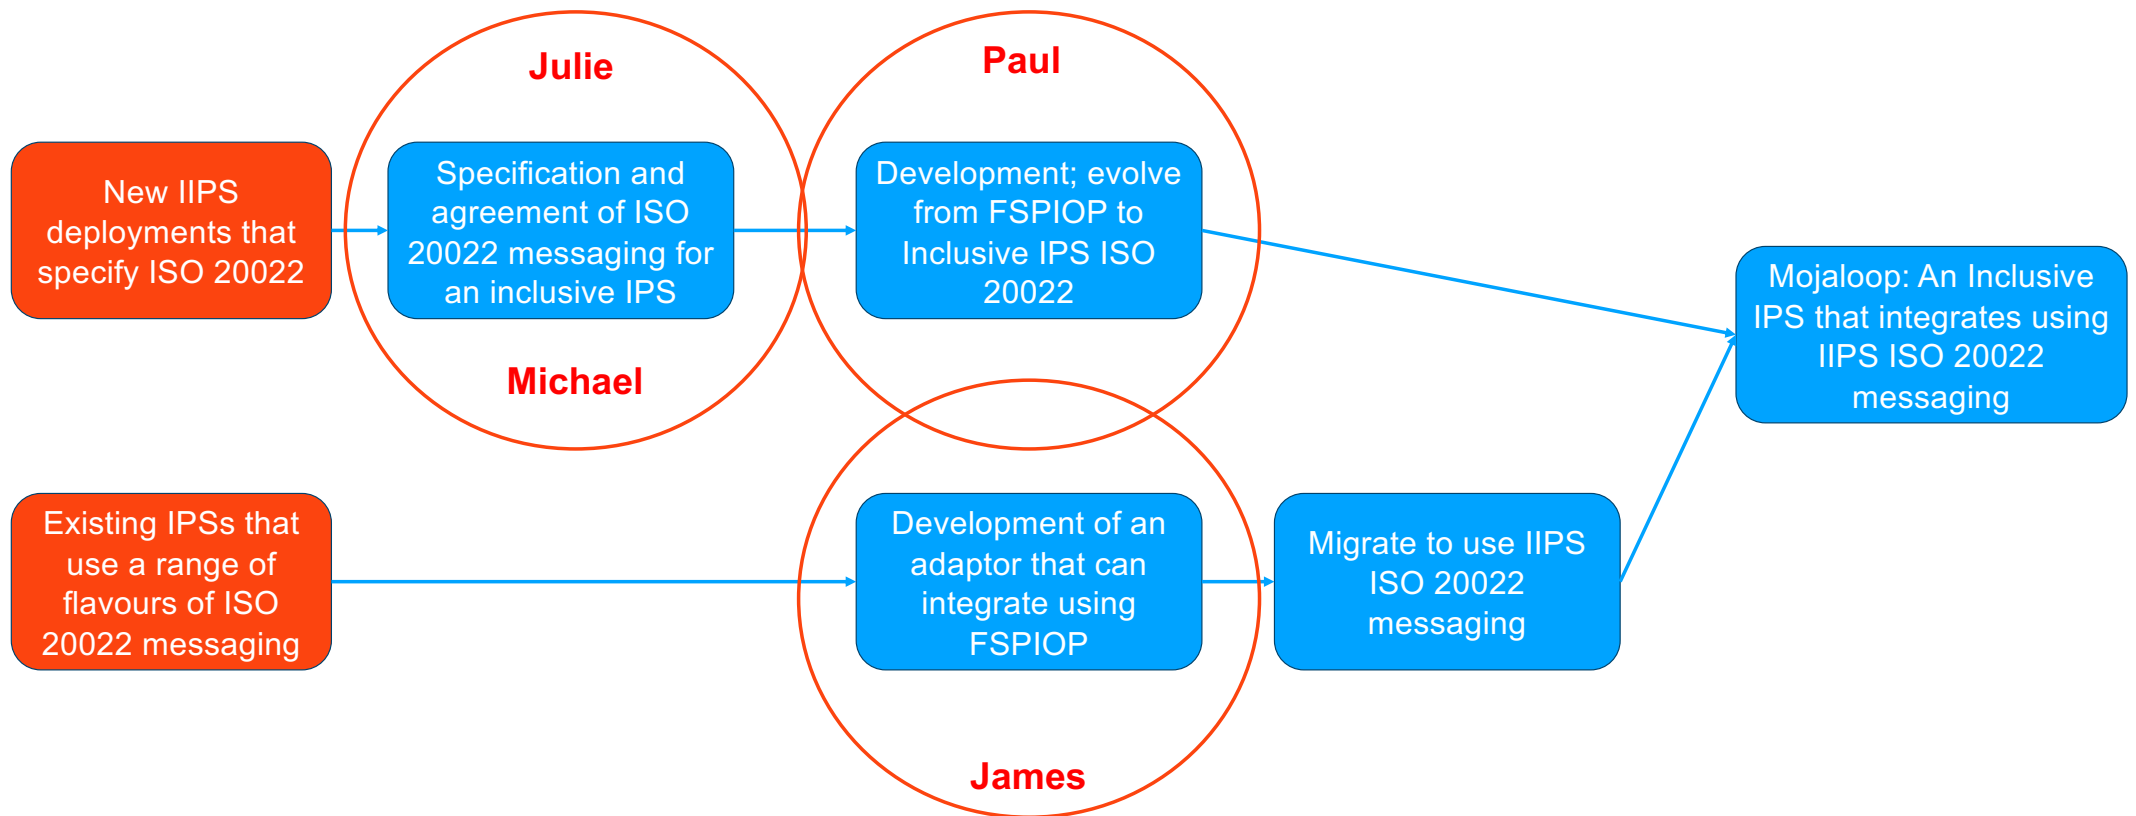 Julie
Paul
New IIPS
deployments that
specify ISO 20022
Specification and
agreement of ISO
20022 messaging for
an inclusive IPS
Development; evolve
from FSPIOP to
Inclusive IPS ISO
20022
Mojaloop: An Inclusive
IPS that integrates using
IIPS ISO 20022
messaging
Michael
Existing IPSs that
use a range of
flavours of ISO
20022 messaging
Development of an
adaptor that can
integrate using
FSPIOP
Migrate to use IIPS
ISO 20022
messaging
James